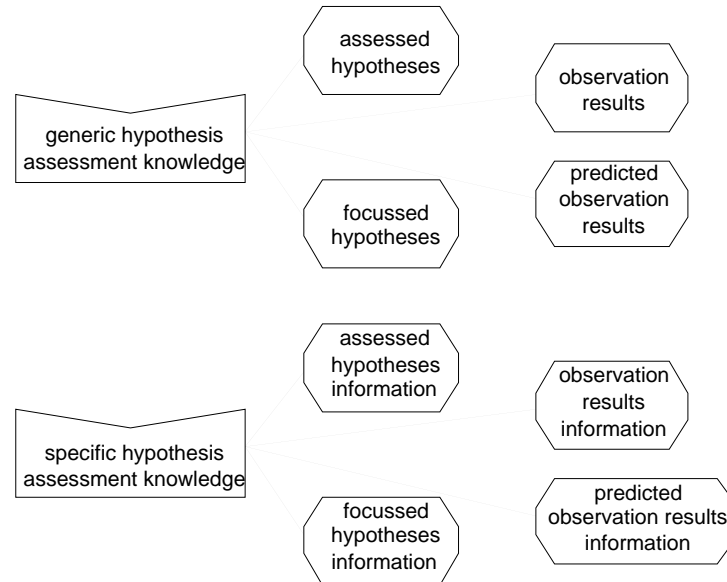 assessed
hypotheses
observation
results
generic hypothesis
assessment knowledge
predicted
observation
results
focussed
hypotheses
assessed
hypotheses
information
observation
results
information
specific hypothesis
assessment knowledge
predicted
observation results
information
focussed
hypotheses
information